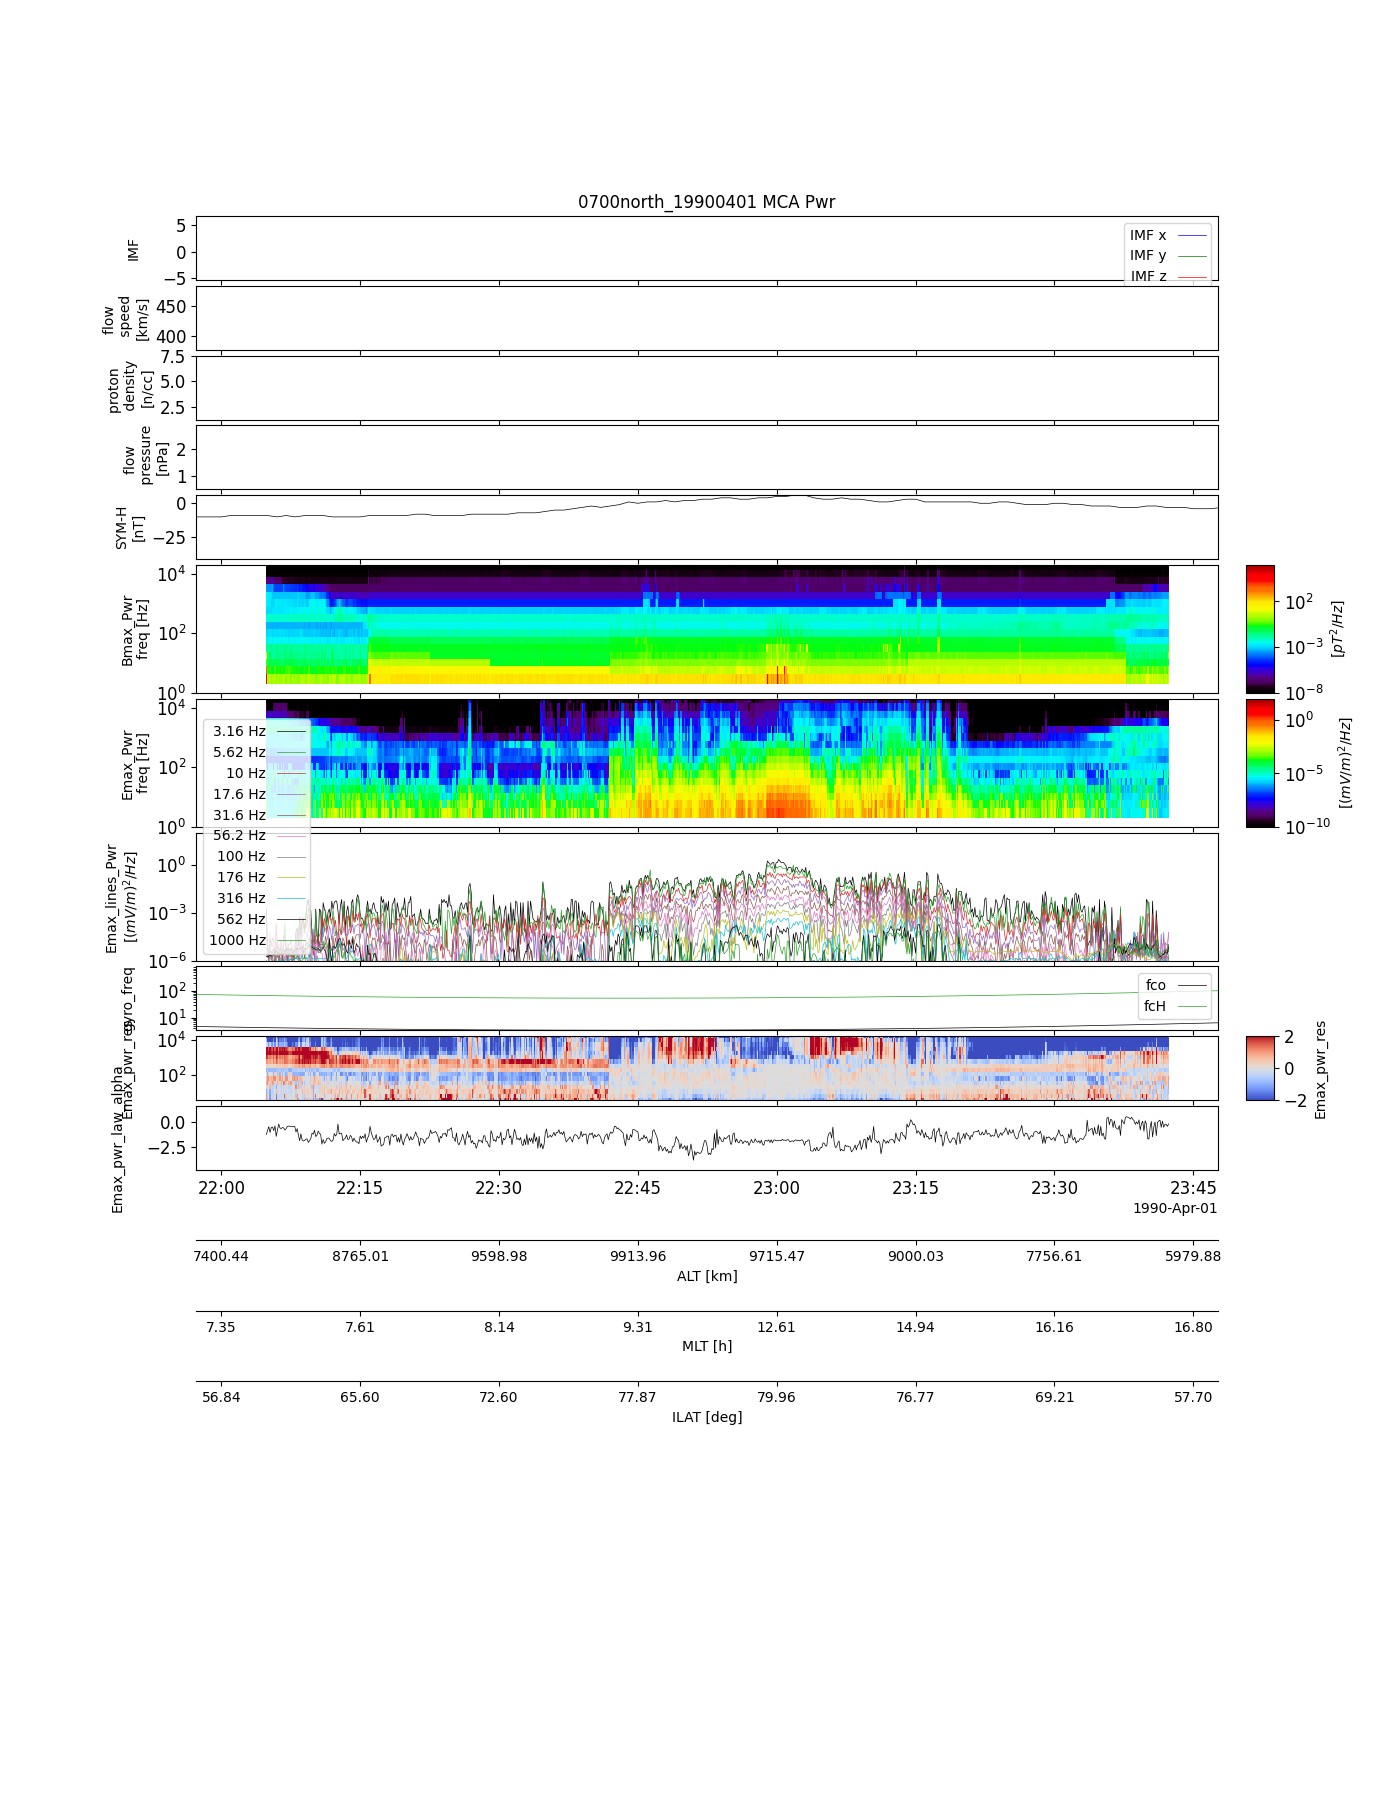 0700north_19900401 MCA Pwr
IMF
5
0
−5
IMF x
IMF y
IMF z
flow
speed
[km/s]
450
400
proton
density
[n/cc]
7.5
5.0
2.5
flow
pressure
[nPa]
2
1
SYM-H
[nT]
0
−25
Bmax_Pwr
freq [Hz]
10^4
10^2
10^0
10^2
10^−3
10^−8
[pT^2/Hz]
Emax_Pwr
freq [Hz]
10^4
10^2
10^0
10^0
10^−5
10^−10
[(mV/m)^2/Hz]
3.16 Hz
5.62 Hz
10 Hz
17.6 Hz
31.6 Hz
56.2 Hz
100 Hz
176 Hz
316 Hz
562 Hz
1000 Hz
Emax_lines_Pwr
[(mV/m)^2/Hz]
10^0
10^−3
10^−6
gyro_freq
10^2
10^1
fco
fcH
Emax_pwr_res
10^4
10^2
2
0
−2
Emax_pwr_res
Emax_pwr_law_alpha
0.0
−2.5
22:00 22:15 22:30 22:45 23:00 23:15 23:30 23:45
1990-Apr-01
7400.44 8765.01 9598.98 9913.96 9715.47 9000.03 7756.61 5979.88
ALT [km]
7.35 7.61 8.14 9.31 12.61 14.94 16.16 16.80
MLT [h]
56.84 65.60 72.60 77.87 79.96 76.77 69.21 57.70
ILAT [deg]